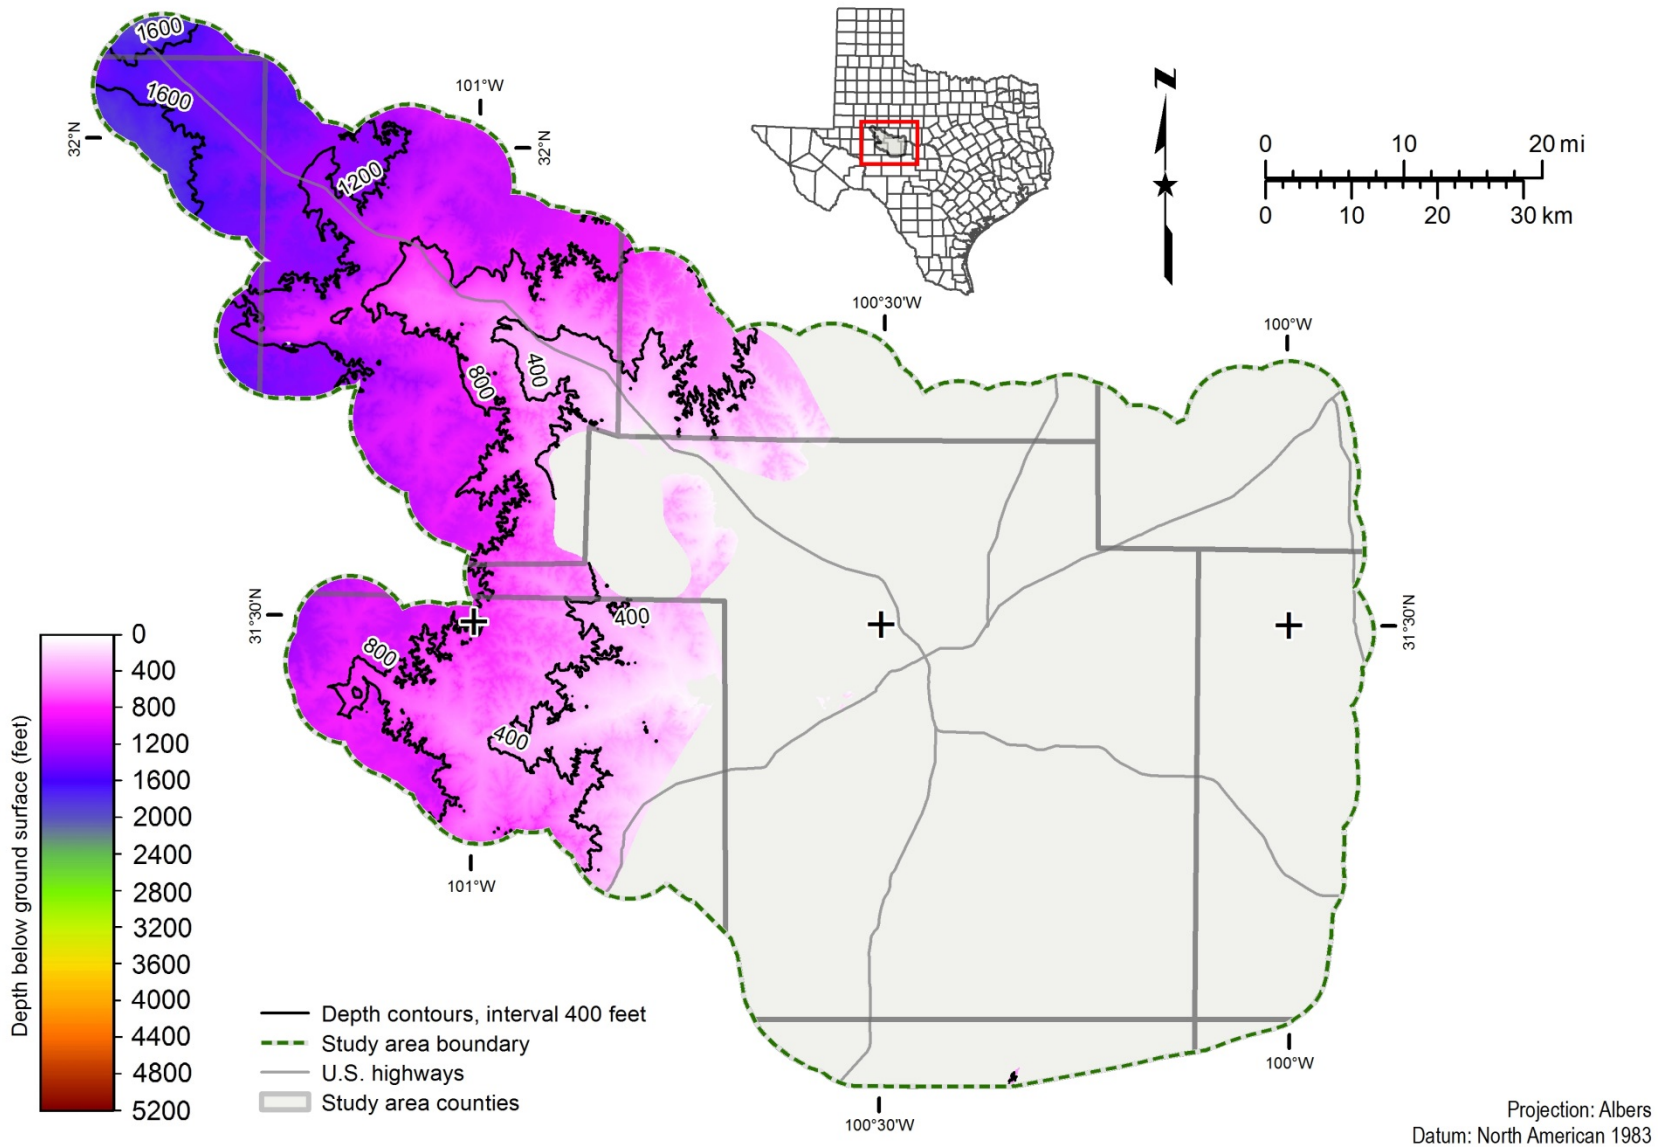 1600
1600
101°W
32°N
32°N
1200
N
0 10 20 mi
0 10 20 30 km
100°30'W
100°W
400
800
31°30'N
400
800
400
31°30'N
101°W
Depth below ground surface (feet)
0
400
800
1200
1600
2000
2400
2800
3200
3600
4000
4400
4800
5200
Depth contours, interval 400 feet
Study area boundary
U.S. highways
Study area counties
100°W
100°30'W
Projection: Albers
Datum: North American 1983